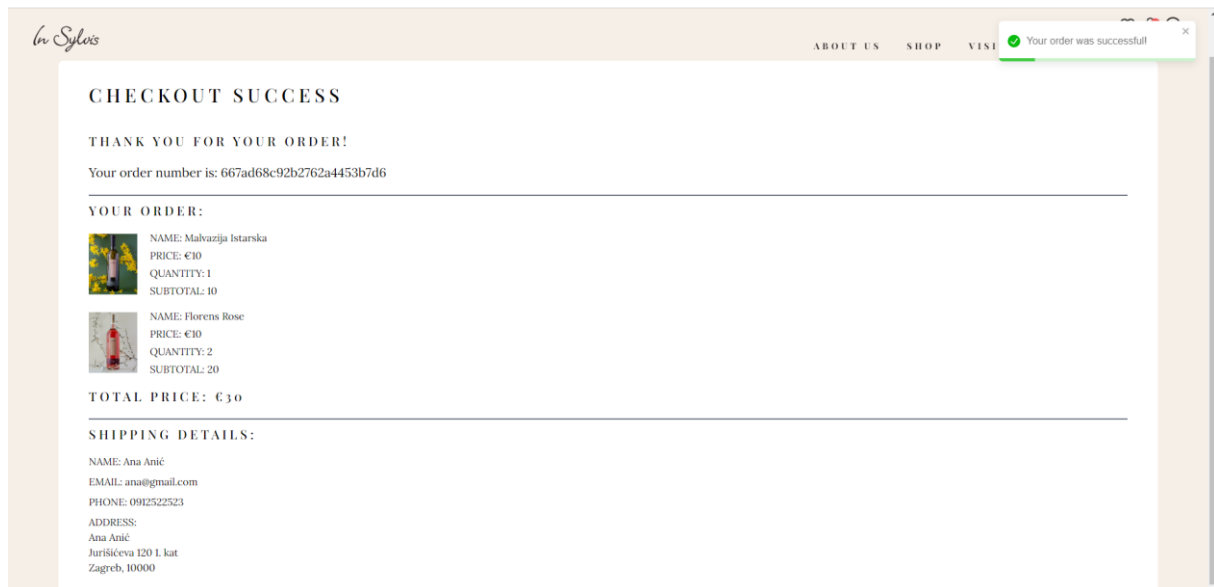 In Sylvis
ABOUT US SHOP VISI
Your order was successful!
CHECKOUT SUCCESS
THANK YOU FOR YOUR ORDER!
Your order number is: 667ad68c92b2762a4453b7d6
YOUR ORDER:
NAME: Malvazija Istarska
PRICE: €10
QUANTITY: 1
SUBTOTAL: 10
NAME: Florens Rose
PRICE: €10
QUANTITY: 2
SUBTOTAL: 20
TOTAL PRICE: €30
SHIPPING DETAILS:
NAME: Ana Anić
EMAIL: ana@gmail.com
PHONE: 0912522523
ADDRESS:
Ana Anić
Jurišićeva 120 1. kat
Zagreb, 10000